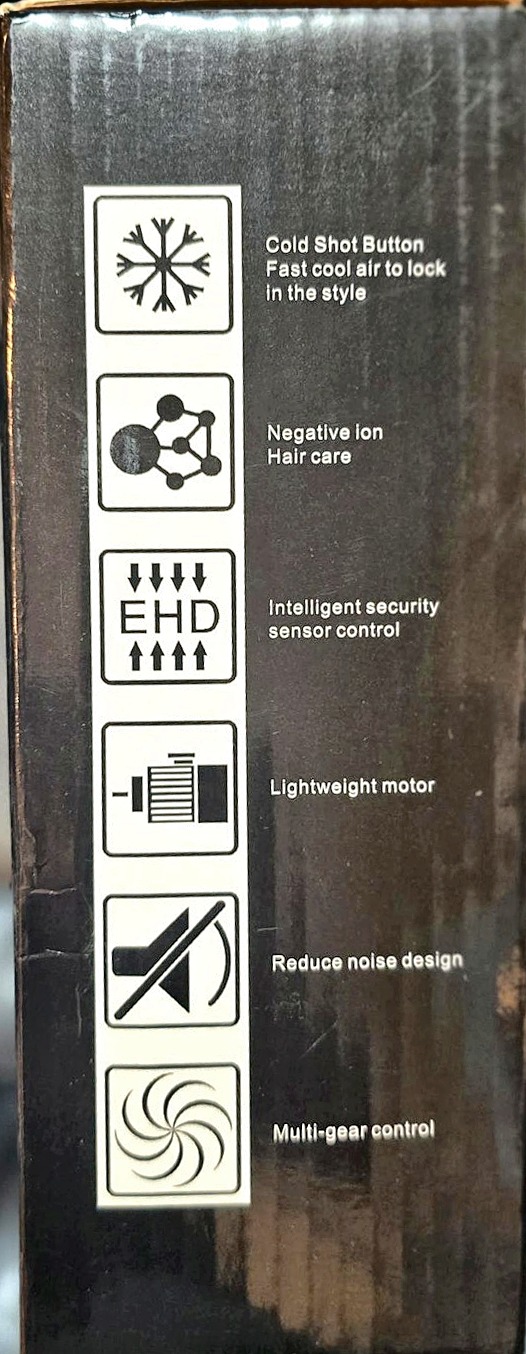 Cold Shot Button
Fast cool air to lock
in the style
Negative ion
Hair care
EHD
Intelligent security
sensor control
Lightweight motor
Reduce noise design
Multi-gear control